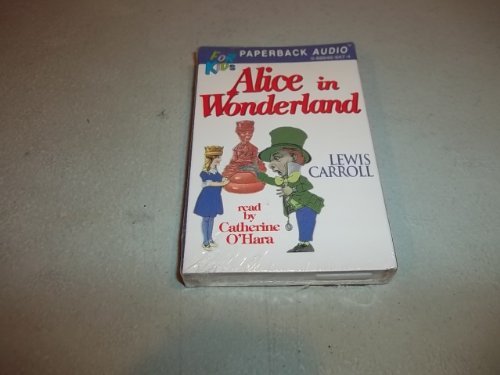 FOR KIDS
PAPERBACK AUDIO
Alice in
Wonderland
LEWIS
CARROLL
read
by
Catherine
O'Hara